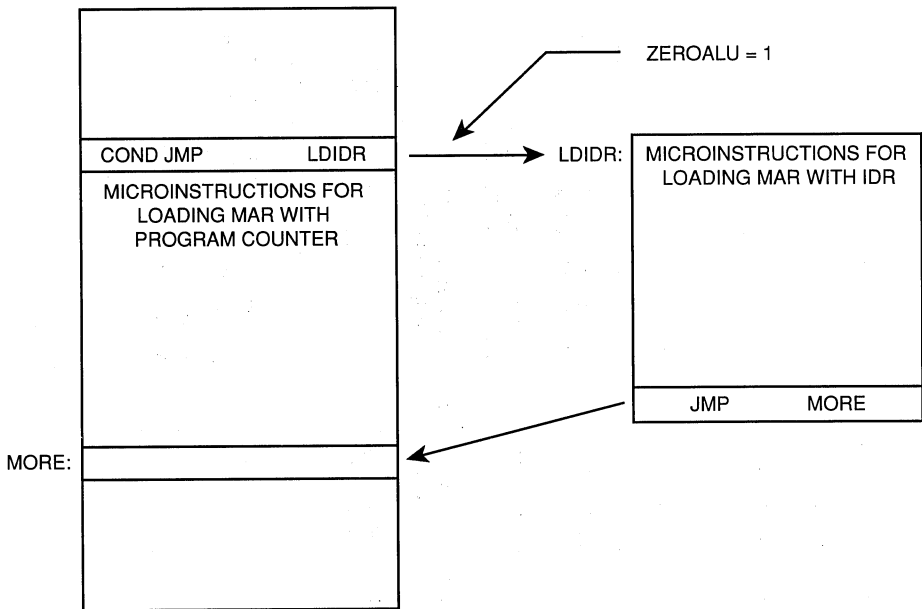 ZEROALU = 1
COND JMP LDIDR
LDIDR:
MICROINSTRUCTIONS FOR
LOADING MAR WITH IDR
MICROINSTRUCTIONS FOR
LOADING MAR WITH
PROGRAM COUNTER
JMP MORE
MORE: